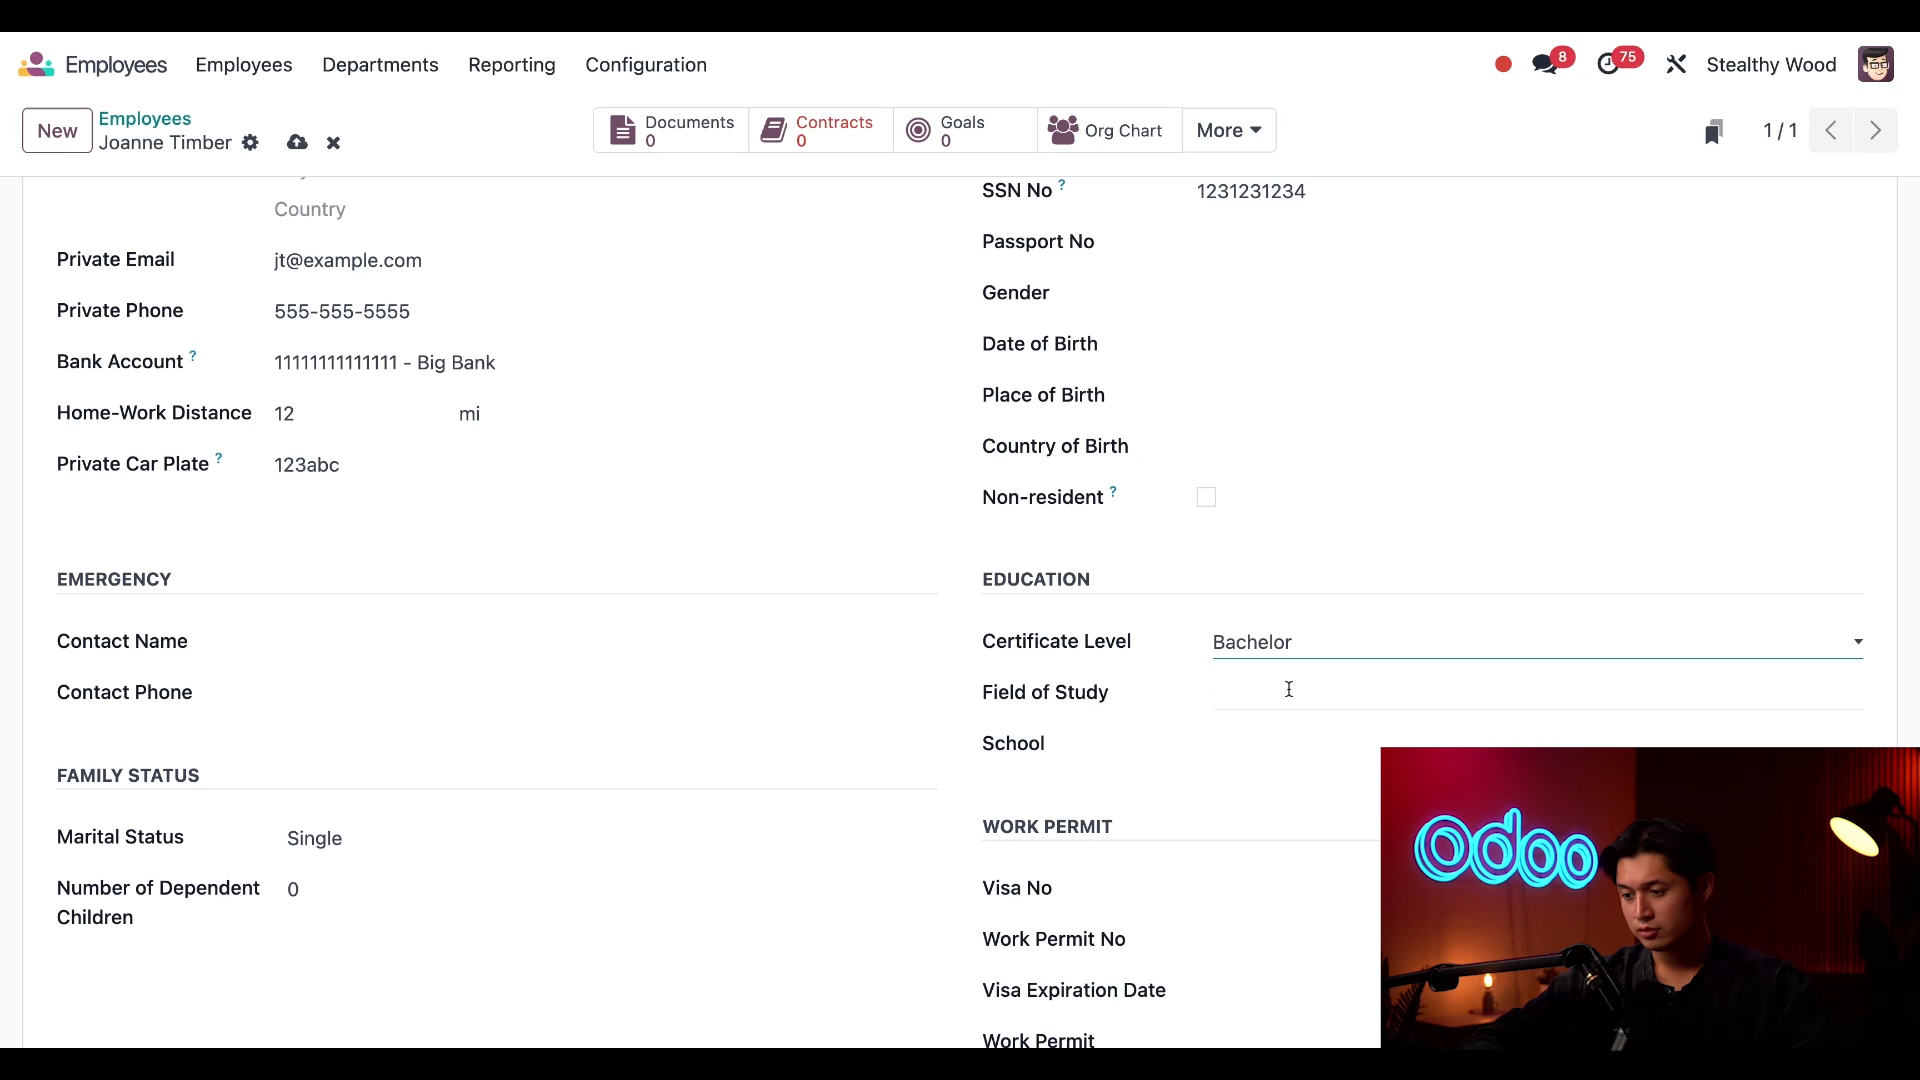 Employees
Employees
Departments
Reporting
Configuration
8
75
Stealthy Wood
New
Employees
Joanne Timber
Documents
0
Contracts
0
Goals
0
Org Chart
More
1 / 1
Country
Private Email
jt@example.com
Private Phone
555-555-5555
Bank Account ?
11111111111111 - Big Bank
Home-Work Distance
12
mi
Private Car Plate ?
123abc
SSN No ?
1231231234
Passport No
Gender
Date of Birth
Place of Birth
Country of Birth
Non-resident ?
EMERGENCY
Contact Name
Contact Phone
EDUCATION
Certificate Level
Bachelor
Field of Study
School
FAMILY STATUS
Marital Status
Single
Number of Dependent
Children
0
WORK PERMIT
Visa No
Work Permit No
Visa Expiration Date
Work Permit
odoo